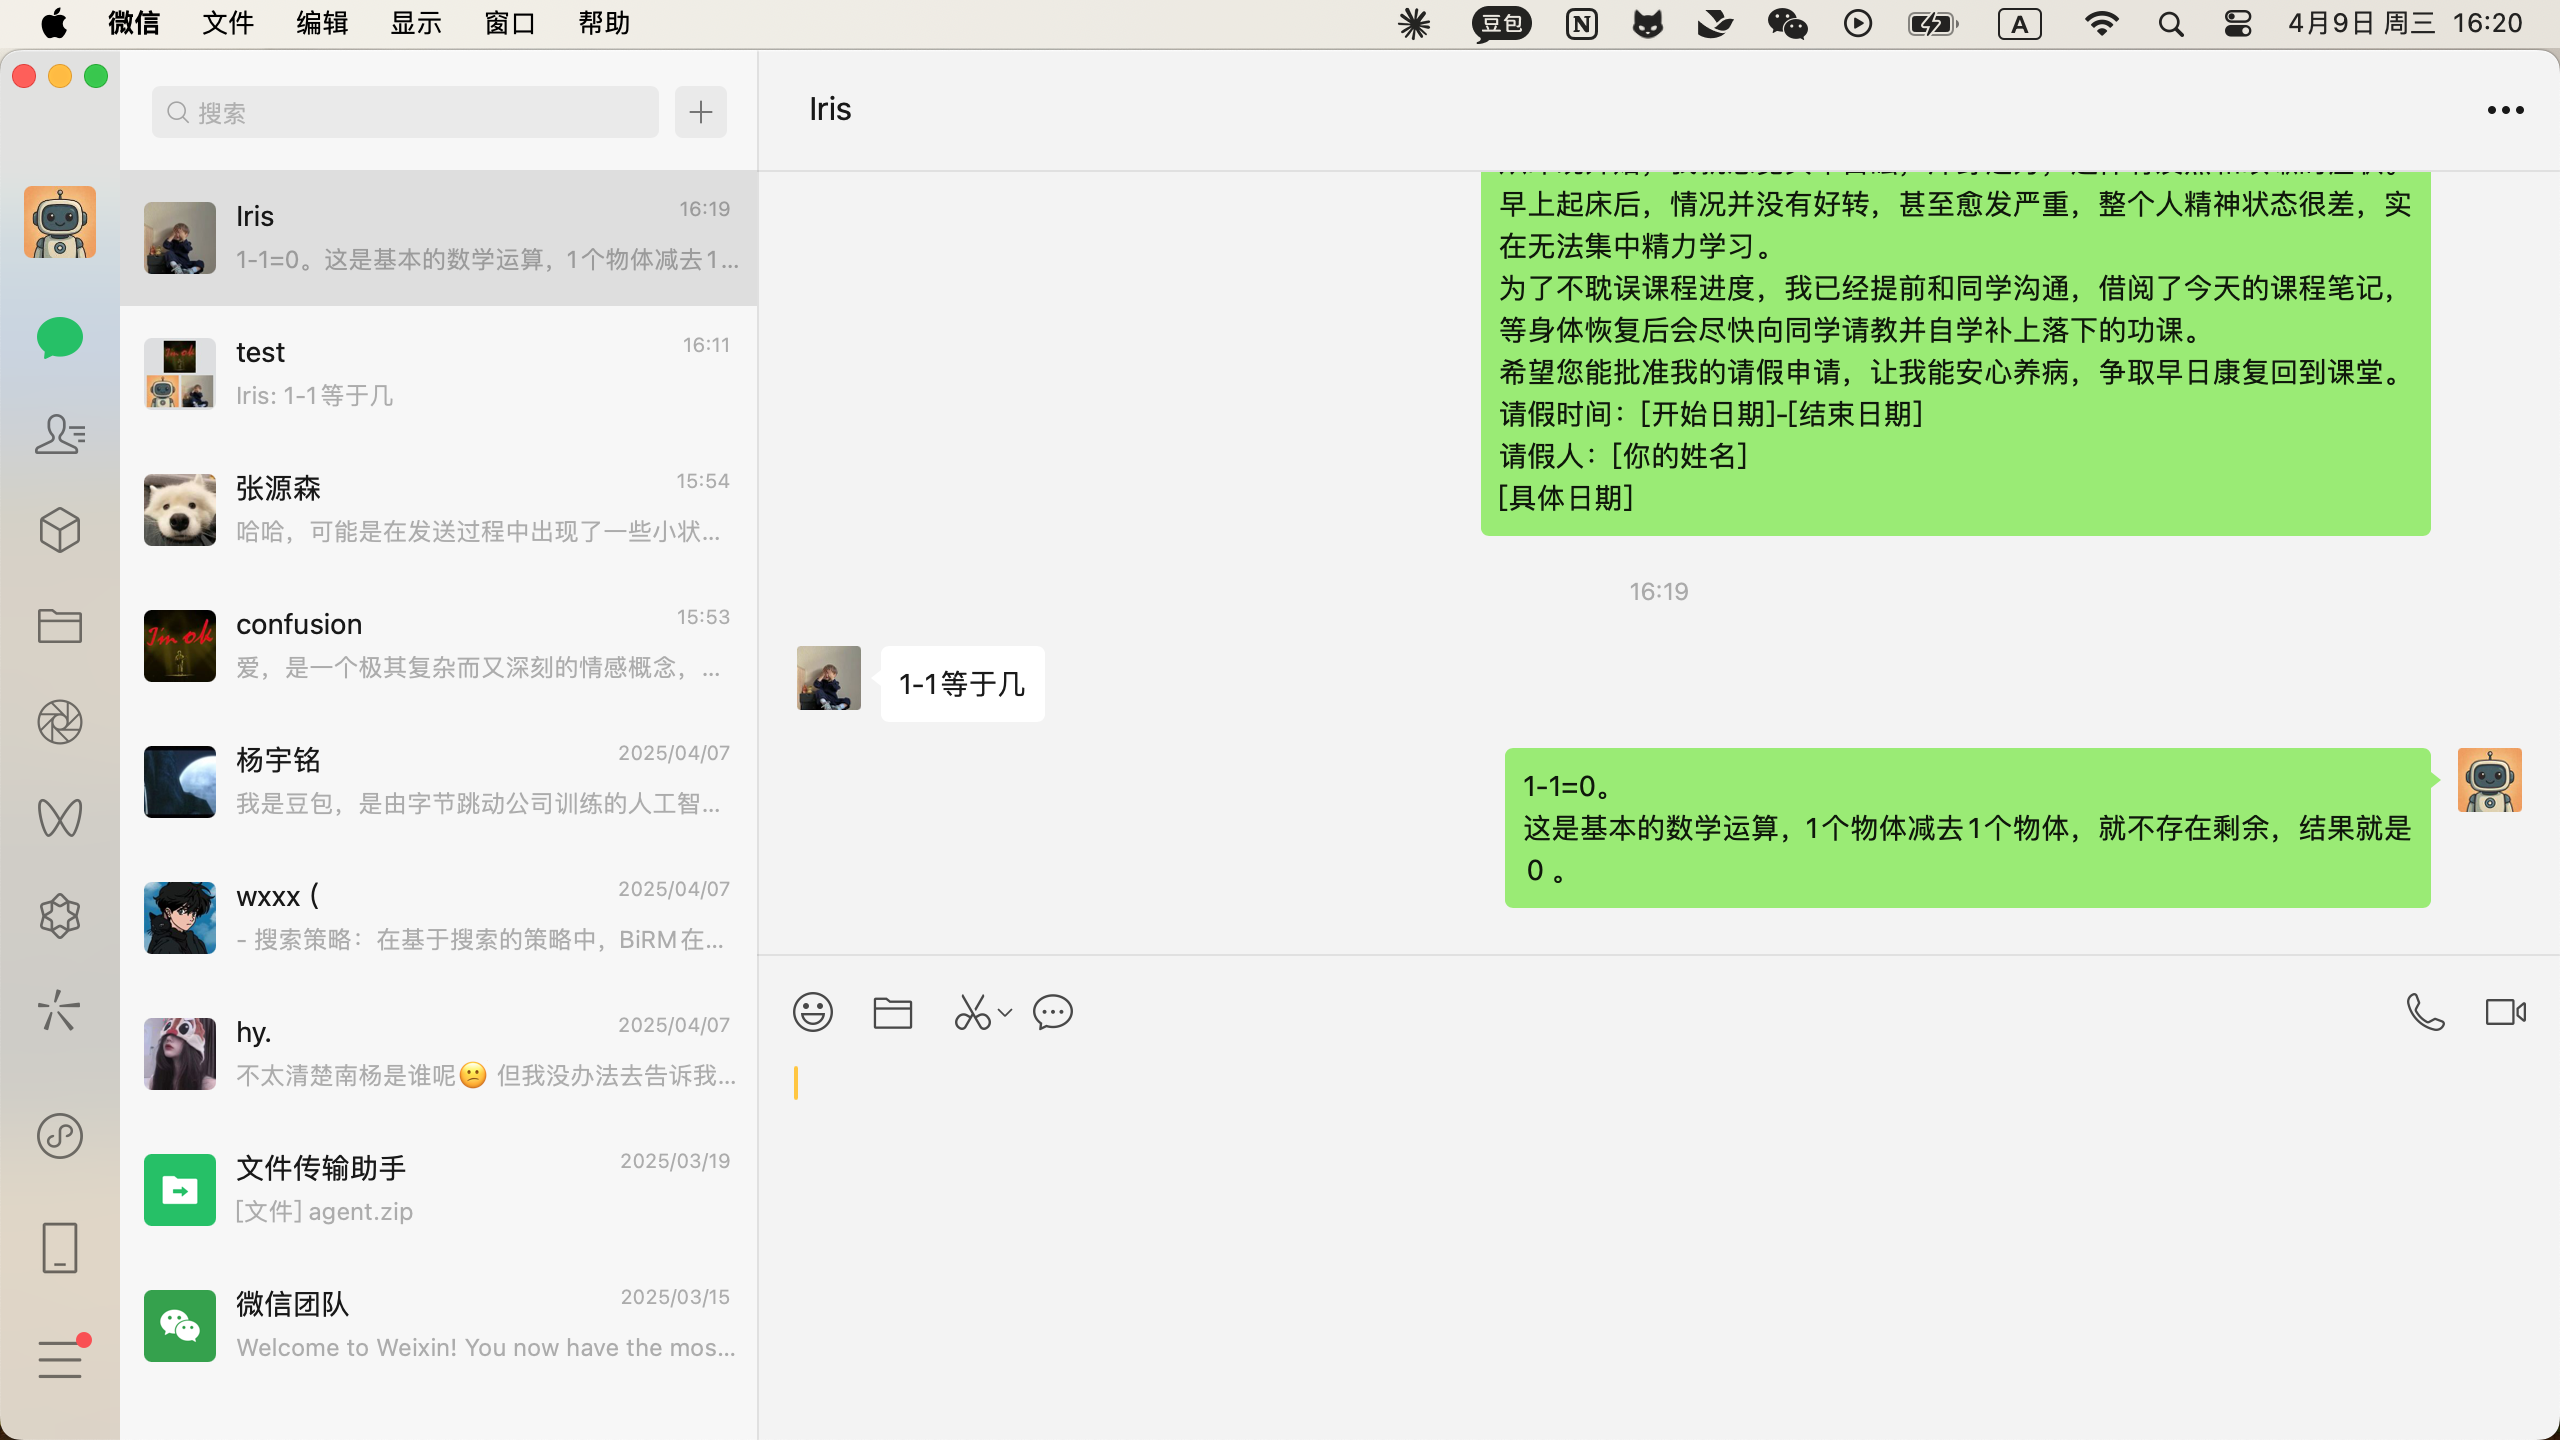 微信 文件 编辑 显示 窗口 帮助 豆包 N A 4月9日 周三 16:20
搜索
Iris 16:19
1-1=0。这是基本的数学运算，1个物体减去1...
test 16:11
Iris: 1-1等于几
张源森 15:54
哈哈，可能是在发送过程中出现了一些小状...
confusion 15:53
爱，是一个极其复杂而又深刻的情感概念，...
杨宇铭 2025/04/07
我是豆包，是由字节跳动公司训练的人工智...
wxxx ( 2025/04/07
- 搜索策略：在基于搜索的策略中，BiRM在...
hy. 2025/04/07
不太清楚南杨是谁呢😕 但我没办法去告诉我...
文件传输助手 2025/03/19
[文件] agent.zip
微信团队 2025/03/15
Welcome to Weixin! You now have the mos...
I'm ok
Iris
早上起床后，情况并没有好转，甚至愈发严重，整个人精神状态很差，实
在无法集中精力学习。
为了不耽误课程进度，我已经提前和同学沟通，借阅了今天的课程笔记，
等身体恢复后会尽快向同学请教并自学补上落下的功课。
希望您能批准我的请假申请，让我能安心养病，争取早日康复回到课堂。
请假时间：[开始日期]-[结束日期]
请假人：[你的姓名]
[具体日期]
16:19
1-1等于几
1-1=0。
这是基本的数学运算，1个物体减去1个物体，就不存在剩余，结果就是
0 。